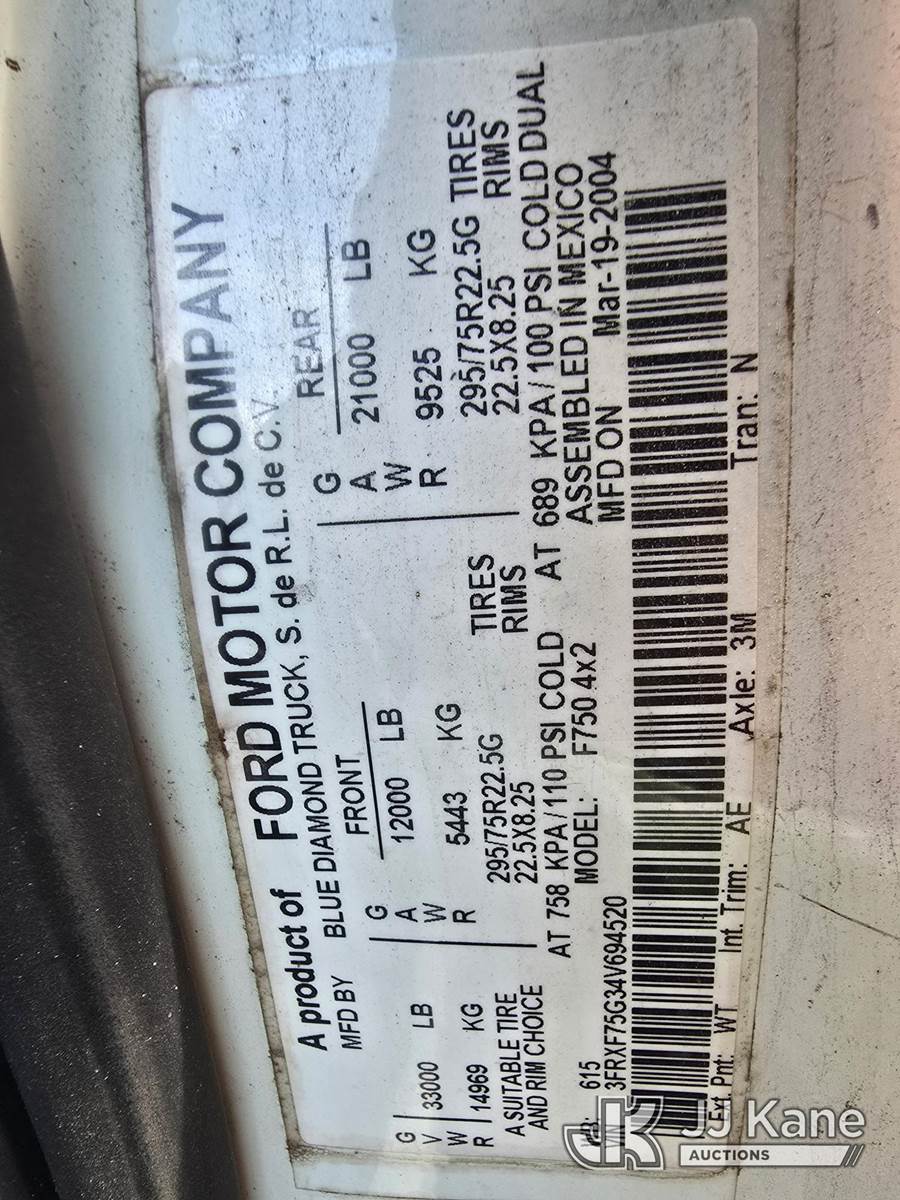 A product of FORD MOTOR COMPANY
MFD BY BLUE DIAMOND TRUCK, S. de R.L. de C.V.
GVWR
33000 LB
14969 KG
A SUITABLE TIRE
AND RIM CHOICE
FRONT
GAWR
12000 LB
5443 KG
295/75R22.5G TIRES
22.5X8.25 RIMS
AT 758 KPA/110 PSI COLD
REAR
GAWR
21000 LB
9525 KG
295/75R22.5G TIRES
22.5X8.25 RIMS
AT 689 KPA/100 PSI COLD DUAL
MODEL: F750 4x2
ASSEMBLED IN MEXICO
MFD ON Mar-19-2004
615
3FRXF75G34V694520
Ext. Pnt: WT Int. Trim: AE Axle: 3M Tran: N
JJ Kane
AUCTIONS